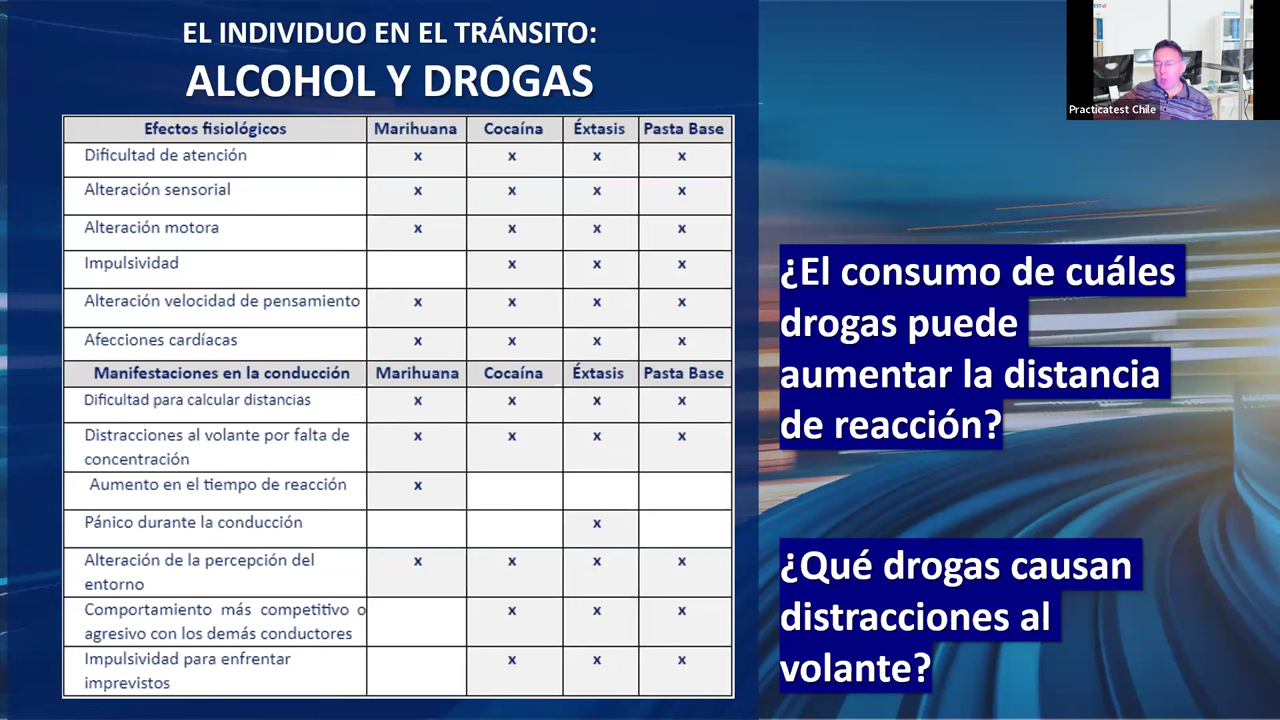 EL INDIVIDUO EN EL TRÁNSITO:
ALCOHOL Y DROGAS
Efectos fisiológicos Marihuana Cocaína Éxtasis Pasta Base
Dificultad de atención x x x x
Alteración sensorial x x x x
Alteración motora x x x x
Impulsividad x x x
Alteración velocidad de pensamiento x x x x
Afecciones cardíacas x x x x
Manifestaciones en la conducción Marihuana Cocaína Éxtasis Pasta Base
Dificultad para calcular distancias x x x x
Distracciones al volante por falta de x x x x
concentración
Aumento en el tiempo de reacción x
Pánico durante la conducción x
Alteración de la percepción del x x x x
entorno
Comportamiento más competitivo o x x x
agresivo con los demás conductores
Impulsividad para enfrentar x x x
imprevistos
¿El consumo de cuáles
drogas puede
aumentar la distancia
de reacción?
¿Qué drogas causan
distracciones al
volante?
Practicatest Chile